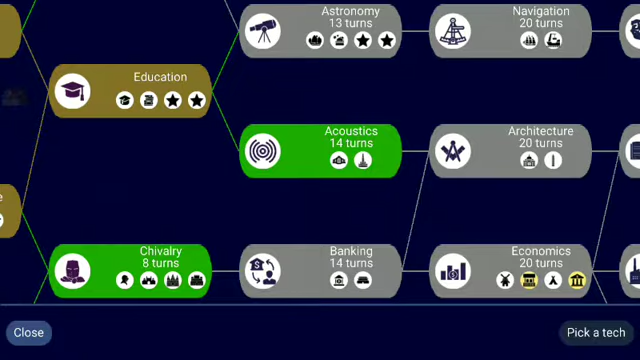 Astronomy
13 turns
Navigation
20 turns
Education
Acoustics
14 turns
Architecture
20 turns
e
Chivalry
8 turns
Banking
14 turns
Economics
20 turns
Close
Pick a tech